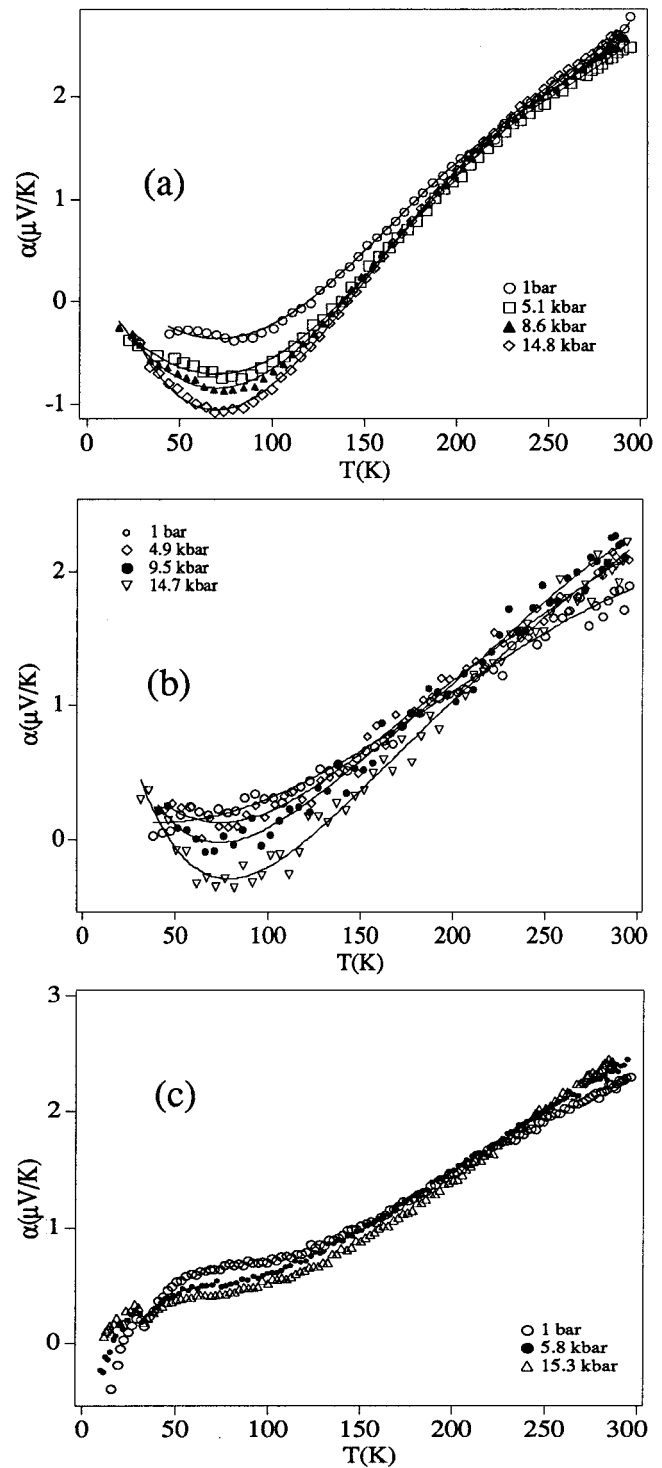 2
1
0
-1
α(μV/K)
(a)
1bar
5.1 kbar
8.6 kbar
14.8 kbar
0 50 100 150 200 250 300
T(K)
1 bar
4.9 kbar
9.5 kbar
14.7 kbar
2
1
0
α(μV/K)
(b)
0 50 100 150 200 250 300
T(K)
3
2
1
0
α(μV/K)
(c)
1 bar
5.8 kbar
15.3 kbar
0 50 100 150 200 250 300
T(K)